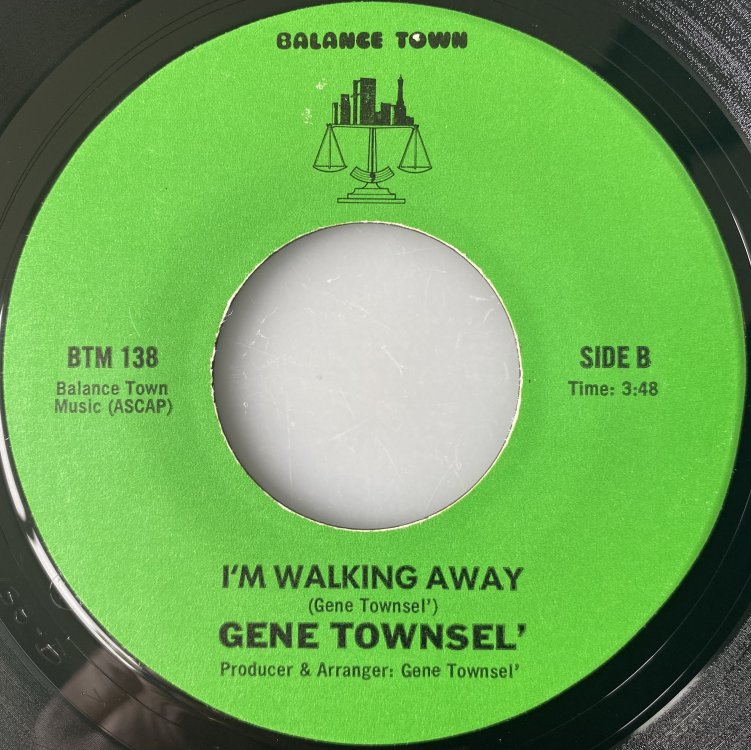 BALANCE TOWN
BTM 138
Balance Town
Music (ASCAP)
SIDE B
Time: 3:48
I'M WALKING AWAY
(Gene Townsel')
GENE TOWNSEL'
Producer & Arranger: Gene Townsel'